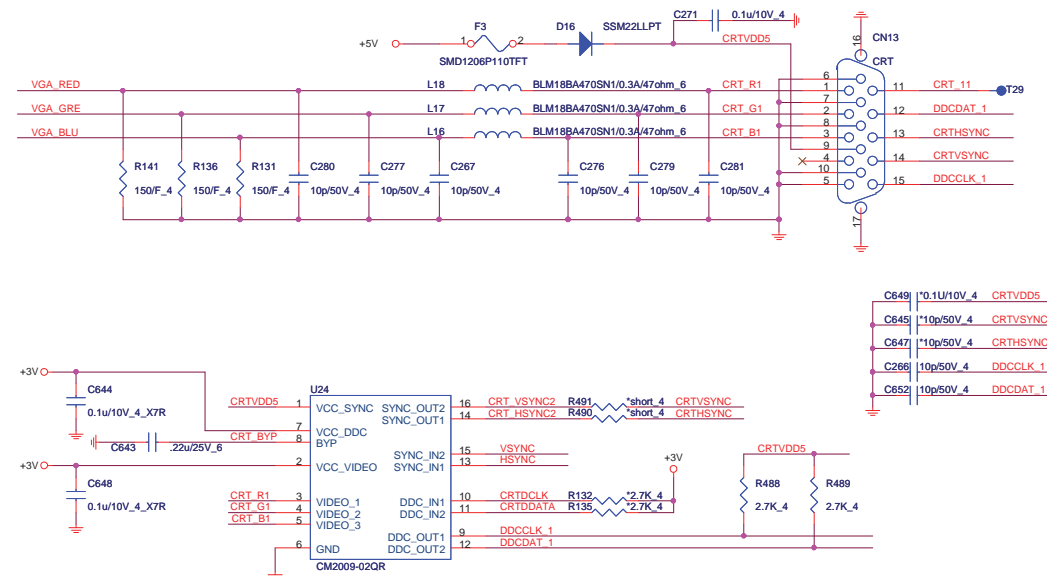 C271 0.1u/10V_4
F3 D16 SSM22LLPT
+5V 1 2 CRTVDD5 16 CN13
SMD1206P110TFT CRT
VGA_RED L18 BLM18BA470SN1/0.3A/47ohm_6 CRT_R1 6 1 11 CRT_11 T29
VGA_GRE L17 BLM18BA470SN1/0.3A/47ohm_6 CRT_G1 7 2 12 DDCDAT_1
VGA_BLU L16 BLM18BA470SN1/0.3A/47ohm_6 CRT_B1 8 3 13 CRTHSYNC
9 4 14 CRTVSYNC
10 5 15 DDCCLK_1
R141 R136 R131 C280 C277 C267 C276 C279 C281
150/F_4 150/F_4 150/F_4 10p/50V_4 10p/50V_4 10p/50V_4 10p/50V_4 10p/50V_4 10p/50V_4
17
C649 *0.1U/10V_4 CRTVDD5
C645 *10p/50V_4 CRTVSYNC
C647 *10p/50V_4 CRTHSYNC
C266 10p/50V_4 DDCCLK_1
C652 10p/50V_4 DDCDAT_1
+3V
C644
0.1u/10V_4_X7R
U24
CRTVDD5 1 VCC_SYNC SYNC_OUT2 16 CRT_VSYNC2 R491 *short_4 CRTVSYNC
SYNC_OUT1 14 CRT_HSYNC2 R490 *short_4 CRTHSYNC
7 VCC_DDC
C643 .22u/25V_6 CRT_BYP 8 BYP
SYNC_IN2 15 VSYNC
+3V 2 VCC_VIDEO SYNC_IN1 13 HSYNC
C648
0.1u/10V_4_X7R
+3V
CRTVDD5
CRT_R1 3 VIDEO_1 DDC_IN1 10 CRTDCLK R132 *2.7K_4
CRT_G1 4 VIDEO_2 DDC_IN2 11 CRTDDATA R135 *2.7K_4
CRT_B1 5 VIDEO_3
R488 R489
2.7K_4 2.7K_4
DDC_OUT1 9 DDCCLK_1
6 GND DDC_OUT2 12 DDCDAT_1
CM2009-02QR